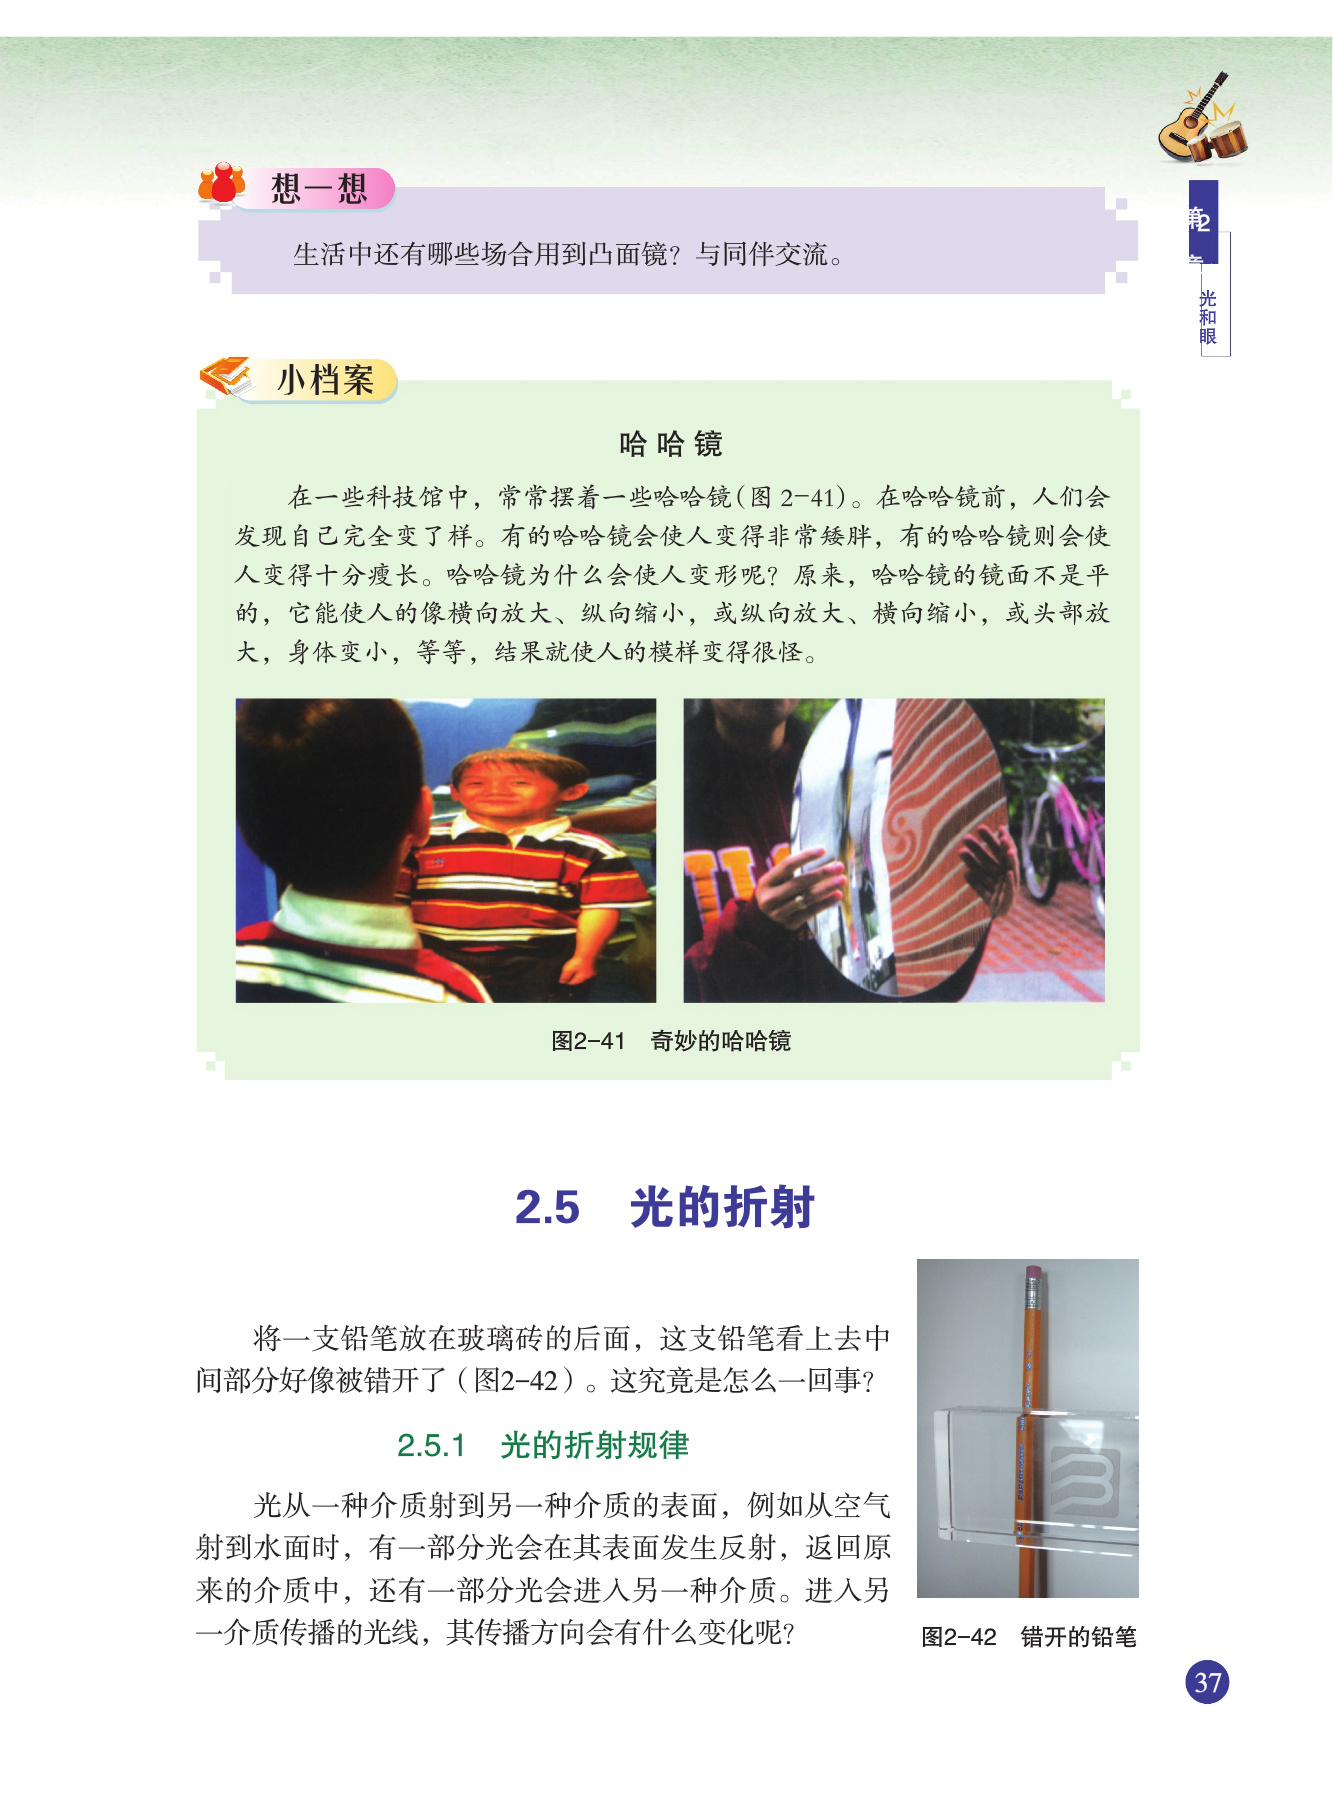 想一想
生活中还有哪些场合用到凸面镜？与同伴交流。
第2章
光和眼
小档案
哈哈镜
在一些科技馆中，常常摆着一些哈哈镜（图 2-41）。在哈哈镜前，人们会
发现自己完全变了样。有的哈哈镜会使人变得非常矮胖，有的哈哈镜则会使
人变得十分瘦长。哈哈镜为什么会使人变形呢？原来，哈哈镜的镜面不是平
的，它能使人的像横向放大、纵向缩小，或纵向放大、横向缩小，或头部放
大，身体变小，等等，结果就使人的模样变得很怪。
图2-41 奇妙的哈哈镜
2.5 光的折射
将一支铅笔放在玻璃砖的后面，这支铅笔看上去中
间部分好像被错开了（图2-42）。这究竟是怎么一回事？
2.5.1 光的折射规律
光从一种介质射到另一种介质的表面，例如从空气
射到水面时，有一部分光会在其表面发生反射，返回原
来的介质中，还有一部分光会进入另一种介质。进入另
一介质传播的光线，其传播方向会有什么变化呢？
图2-42 错开的铅笔
37